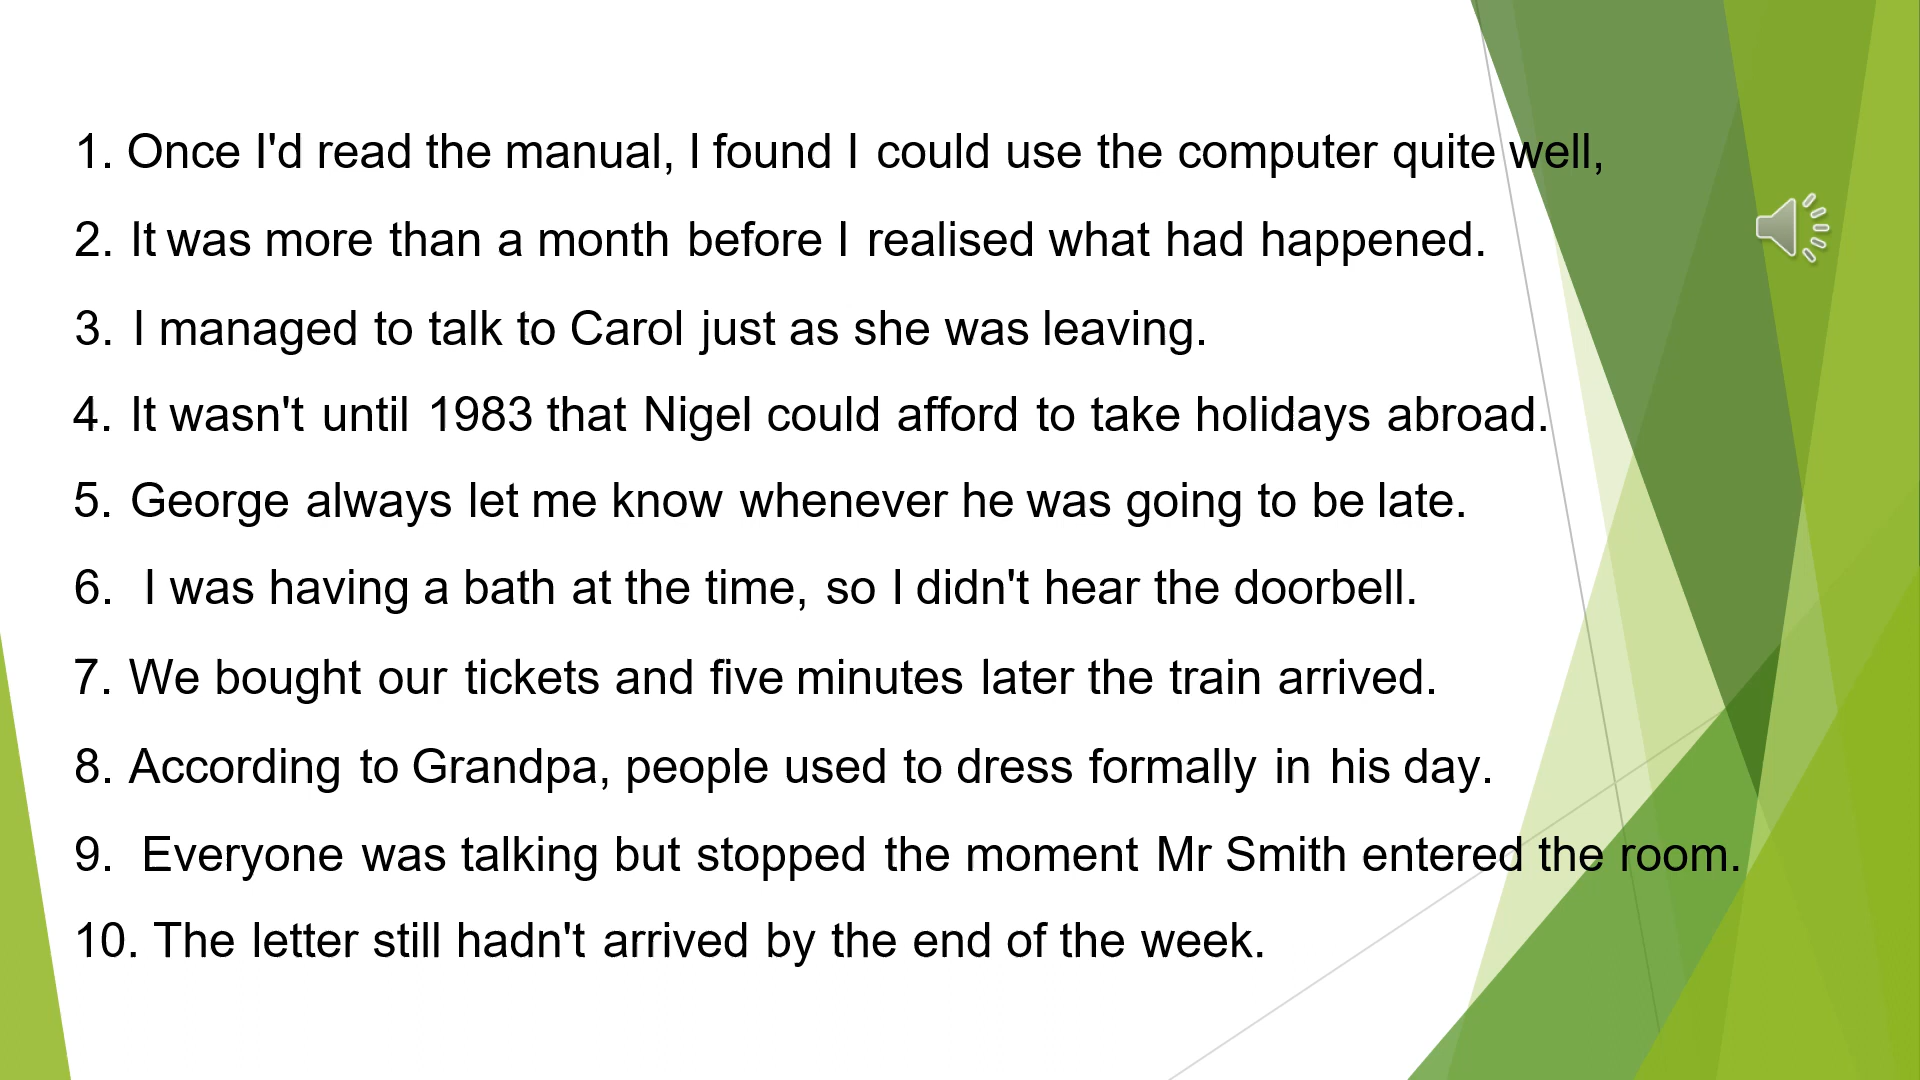 1. Once I'd read the manual, I found I could use the computer quite well,
2. It was more than a month before I realised what had happened.
3. I managed to talk to Carol just as she was leaving.
4. It wasn't until 1983 that Nigel could afford to take holidays abroad.
5. George always let me know whenever he was going to be late.
6. I was having a bath at the time, so I didn't hear the doorbell.
7. We bought our tickets and five minutes later the train arrived.
8. According to Grandpa, people used to dress formally in his day.
9. Everyone was talking but stopped the moment Mr Smith entered the room.
10. The letter still hadn't arrived by the end of the week.